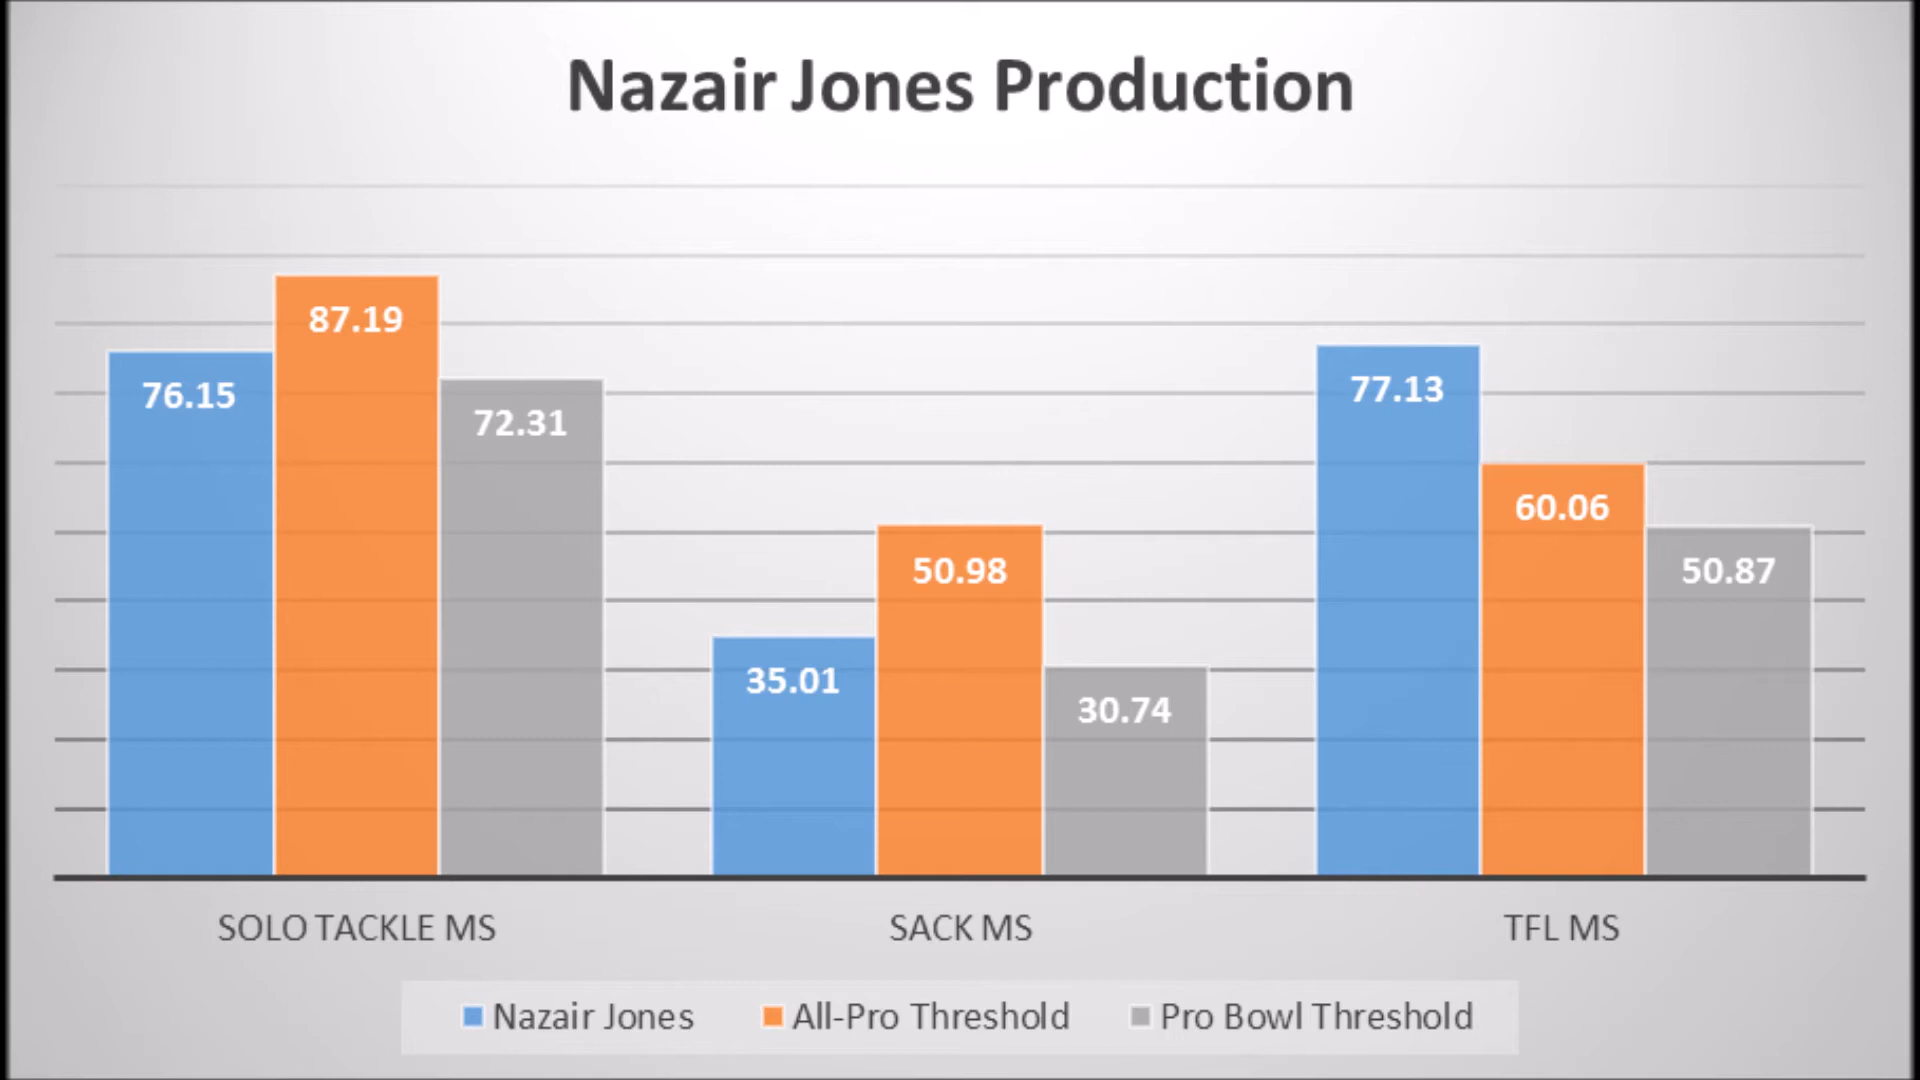 Nazair Jones Production
76.15
87.19
72.31
35.01
50.98
30.74
77.13
60.06
50.87
SOLO TACKLE MS
SACK MS
TFL MS
Nazair Jones
All-Pro Threshold
Pro Bowl Threshold